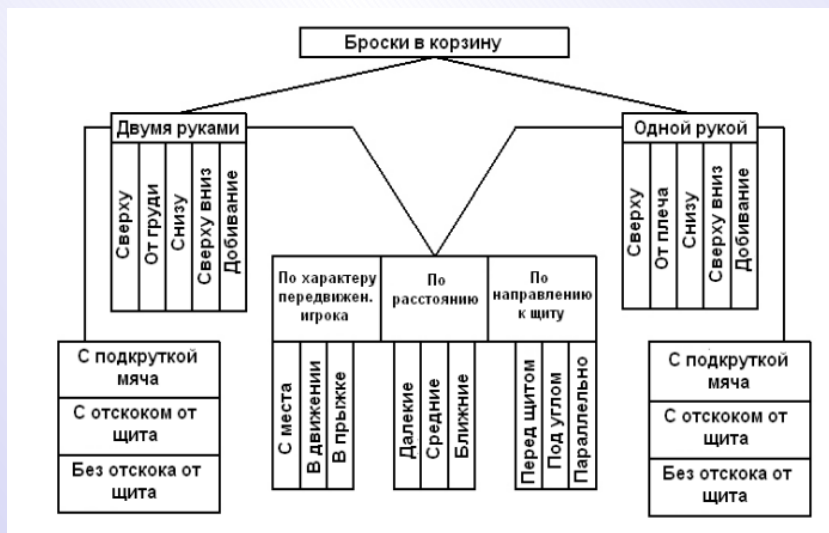 Броски в корзину
Двумя руками
Одной рукой
Сверху
От груди
Снизу
Сверху вниз
Добивание
Сверху
От плеча
Снизу
Сверху вниз
Добивание
По характеру
передвижен.
игрока
По
расстоянию
По
направлению
к щиту
С места
В движении
В прыжке
Далекие
Средние
Ближние
Перед щитом
Под углом
Параллельно
С подкруткой
мяча
С отскоком от
щита
Без отскока от
щита
С подкруткой
мяча
С отскоком от
щита
Без отскока от
щита